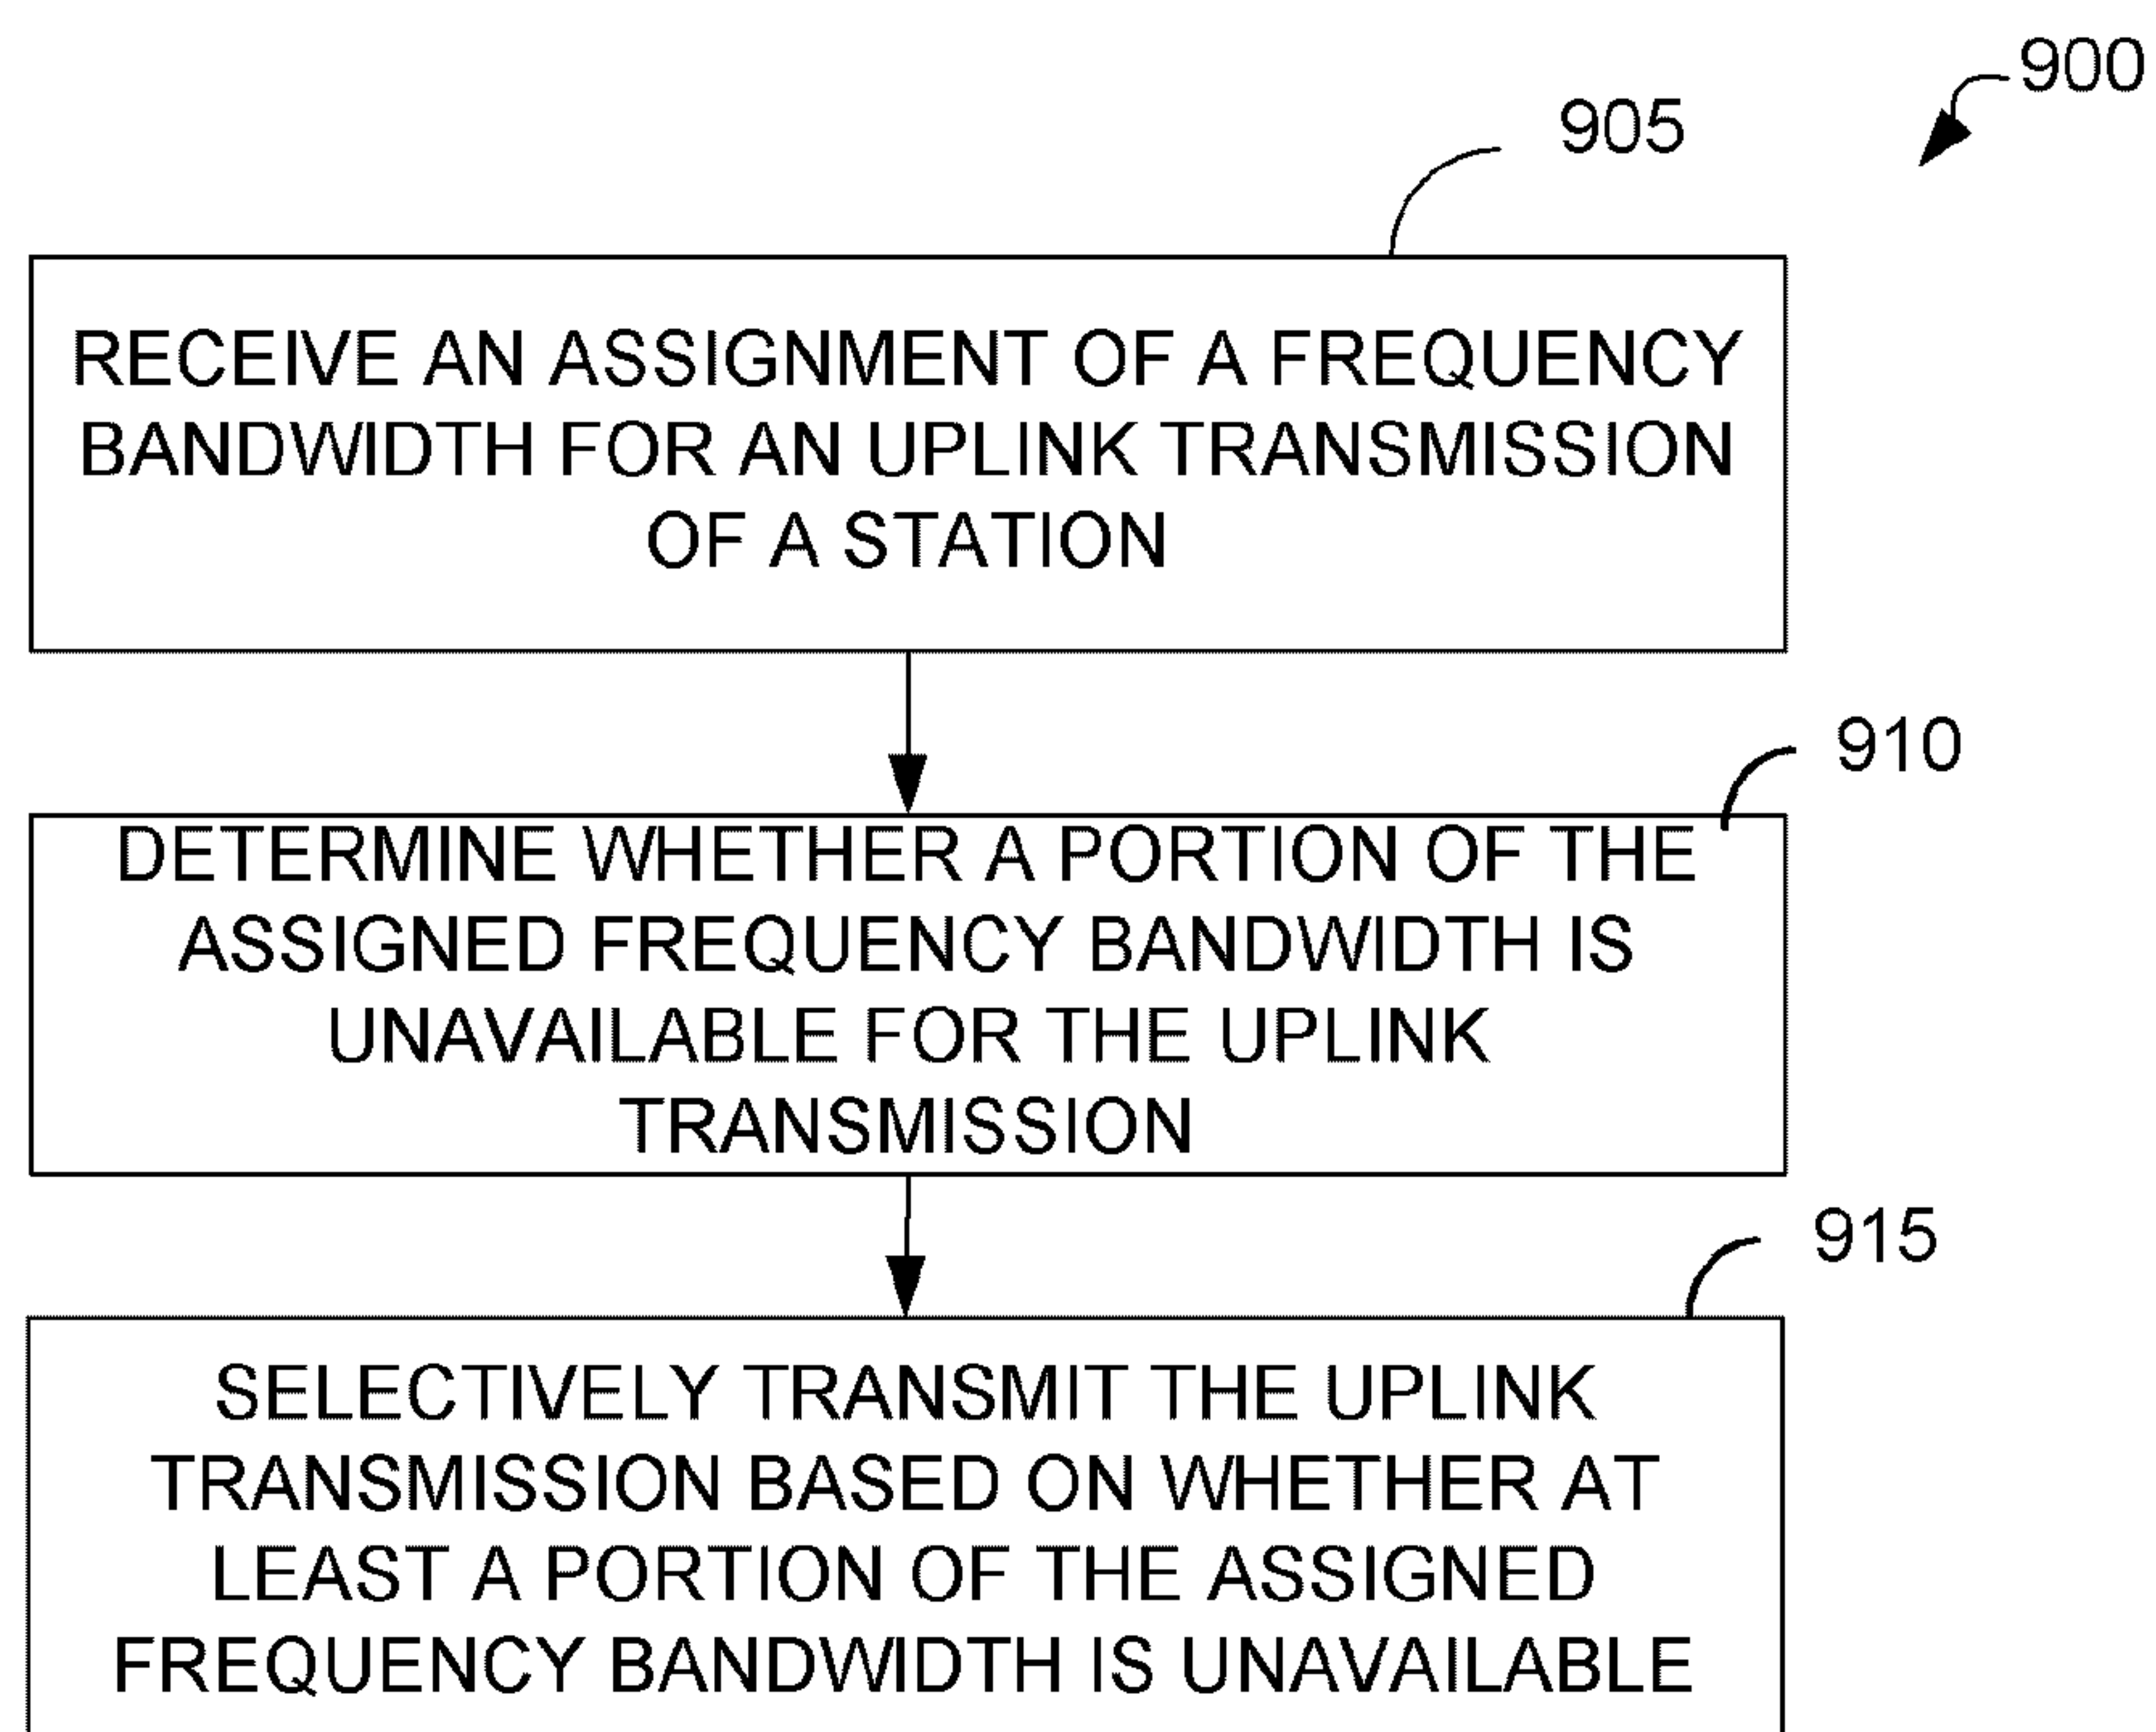 900
905
RECEIVE AN ASSIGNMENT OF A FREQUENCY
BANDWIDTH FOR AN UPLINK TRANSMISSION
OF A STATION
910
DETERMINE WHETHER A PORTION OF THE
ASSIGNED FREQUENCY BANDWIDTH IS
UNAVAILABLE FOR THE UPLINK
TRANSMISSION
915
SELECTIVELY TRANSMIT THE UPLINK
TRANSMISSION BASED ON WHETHER AT
LEAST A PORTION OF THE ASSIGNED
FREQUENCY BANDWIDTH IS UNAVAILABLE